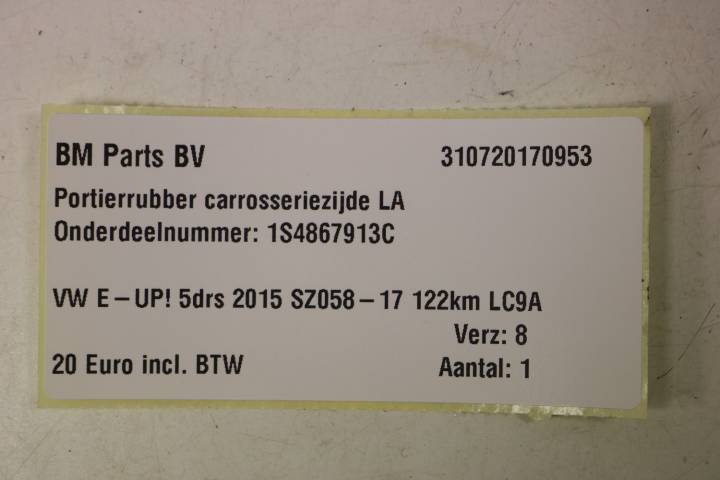 BM Parts BV 310720170953
Portierrubber carrosseriezijde LA
Onderdeelnummer: 1S4867913C
VW E-UP! 5drs 2015 SZ058-17 122km LC9A
Verz: 8
20 Euro incl. BTW Aantal: 1